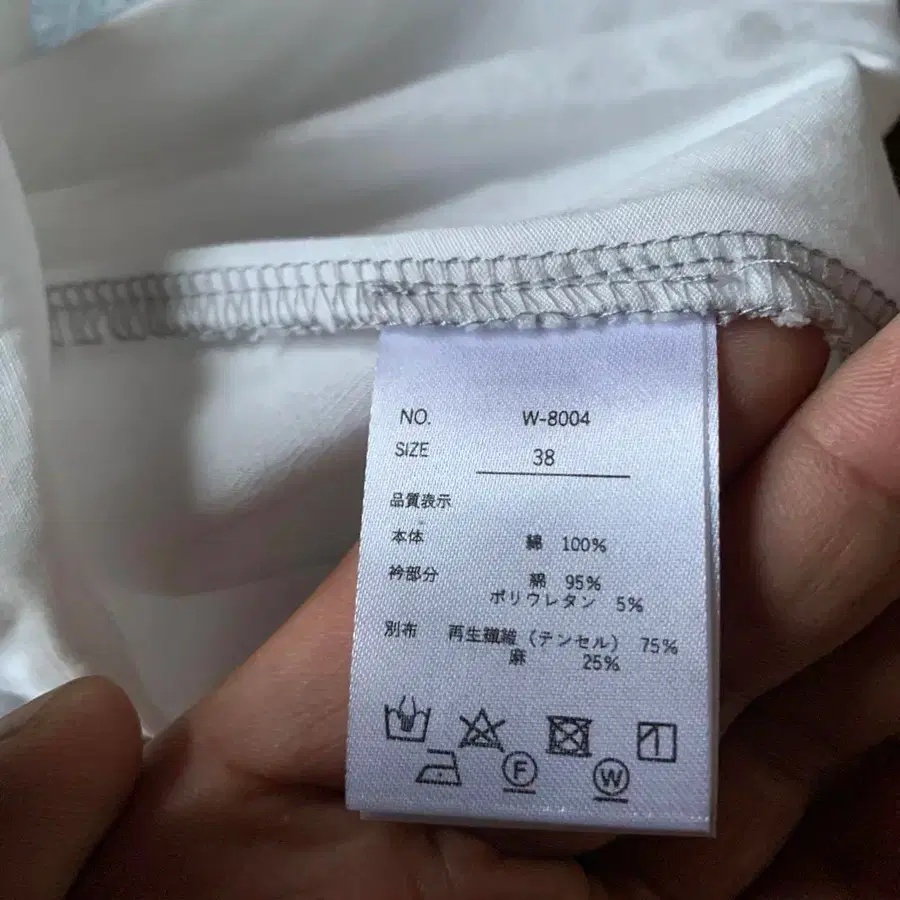 NO. W-8004
SIZE 38
品質表示
本体 綿 100%
衿部分 綿 95%
ポリウレタン 5%
別布 再生繊維（テンセル） 75%
麻 25%
F
W